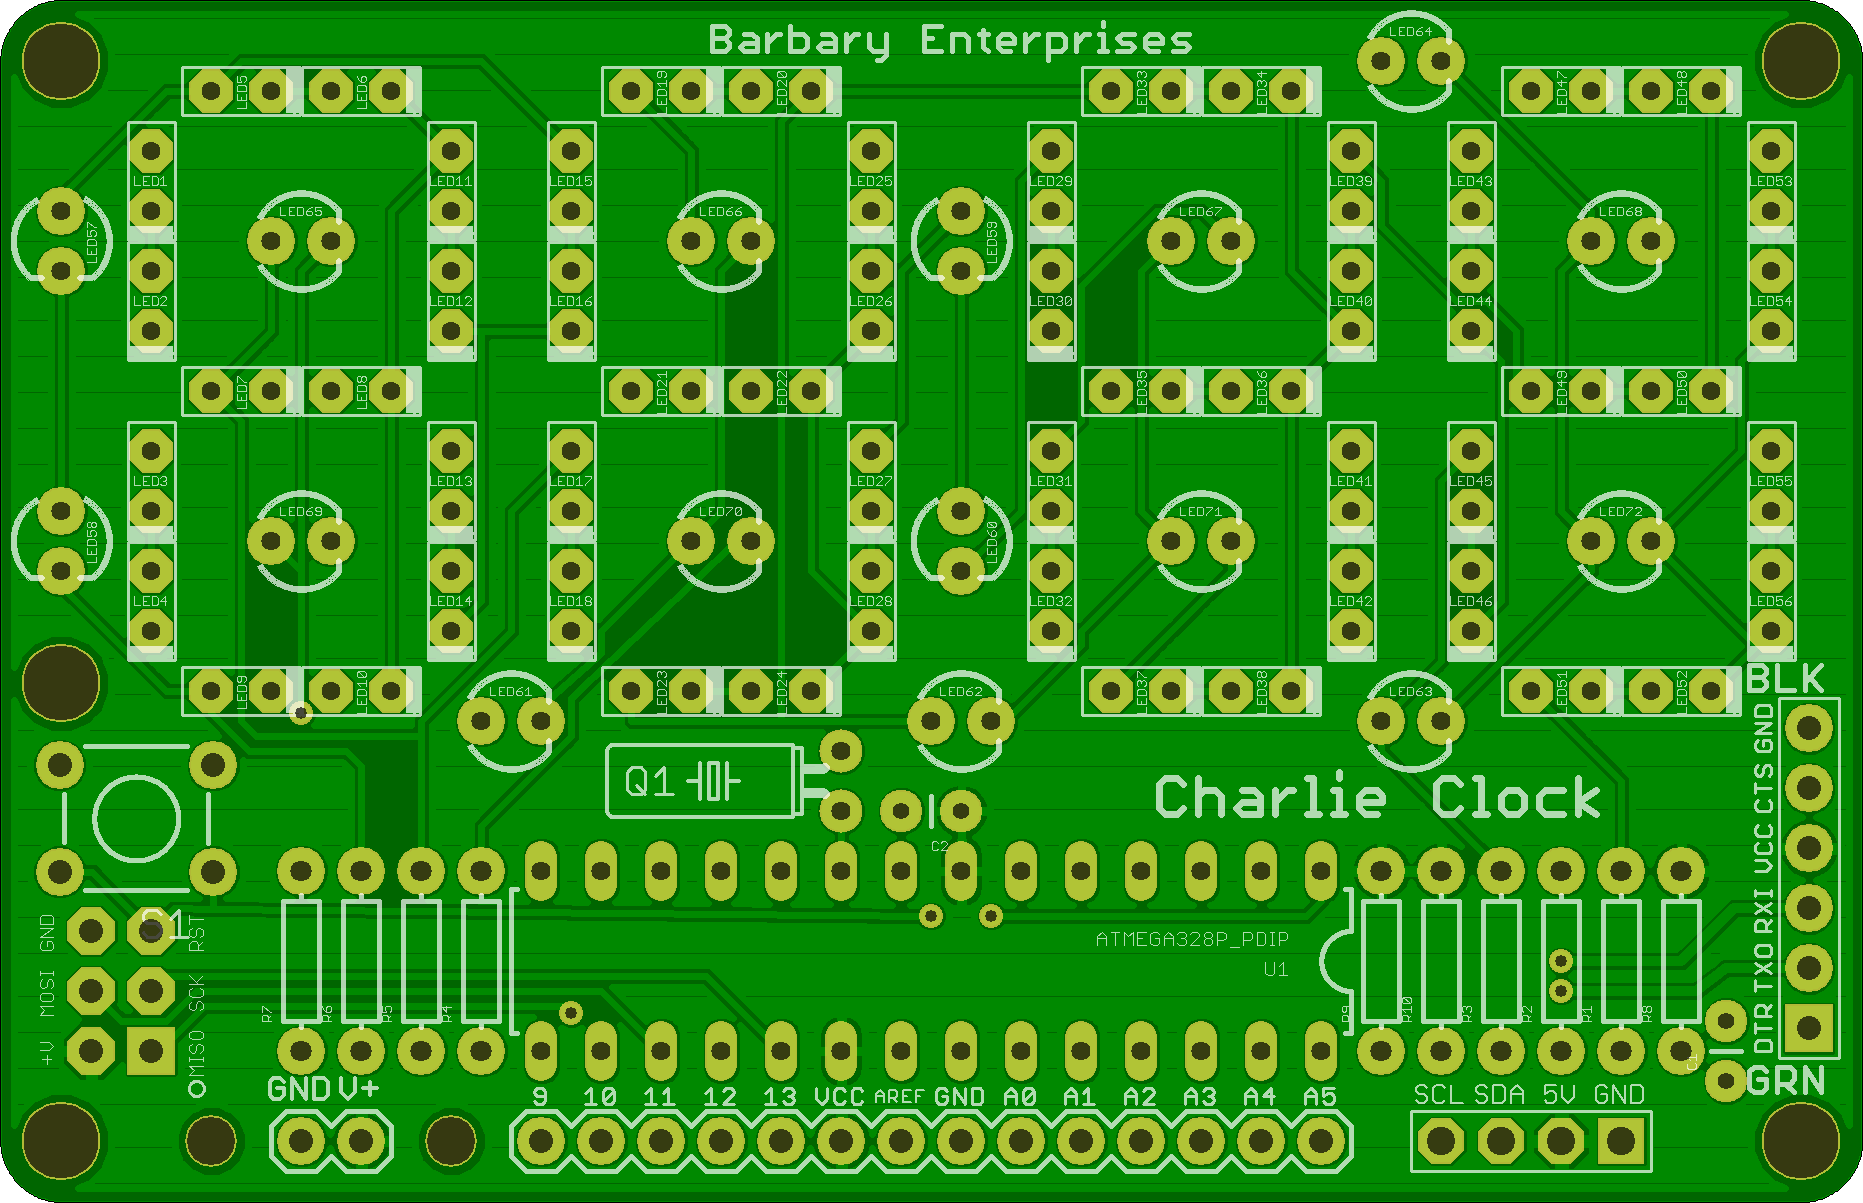 Barbary Enterprises
LED64
LED5 LED6 LED19 LED20 LED33 LED34 LED47 LED48
LED1 LED11 LED15 LED25 LED29 LED39 LED43 LED53
LED57 LED65 LED66 LED59 LED67 LED68
LED2 LED12 LED16 LED26 LED30 LED40 LED44 LED54
LED7 LED8 LED21 LED22 LED35 LED36 LED49 LED50
LED3 LED13 LED17 LED27 LED31 LED41 LED45 LED55
LED58 LED69 LED70 LED60 LED71 LED72
LED4 LED14 LED18 LED28 LED32 LED42 LED46 LED56
LED9 LED10 LED61 LED23 LED24 LED62 LED37 LED38 LED63 LED51 LED52
BLK
GND
CTS
VCC
RXI
TXO
DTR
GRN
Q1
Charlie Clock
C2
C1
GND RST
MOSI SCK
+V MISO
ATMEGA328P_PDIP
U1
R7 R6 R5 R4 R9 R10 R3 R2 R1 R8
C1
GND V+
9 10 11 12 13 VCC AREF GND A0 A1 A2 A3 A4 A5
SCL SDA 5V GND